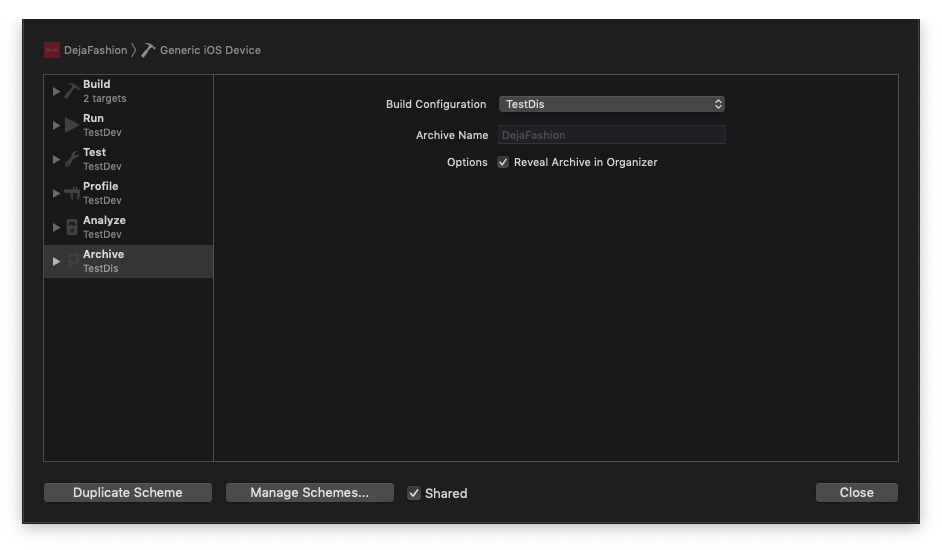 DejaFashion 〉 Generic iOS Device
Build
2 targets
Run
TestDev
Test
TestDev
Profile
TestDev
Analyze
TestDev
Archive
TestDis
Build Configuration TestDis
Archive Name DejaFashion
Options Reveal Archive in Organizer
Duplicate Scheme Manage Schemes... Shared Close